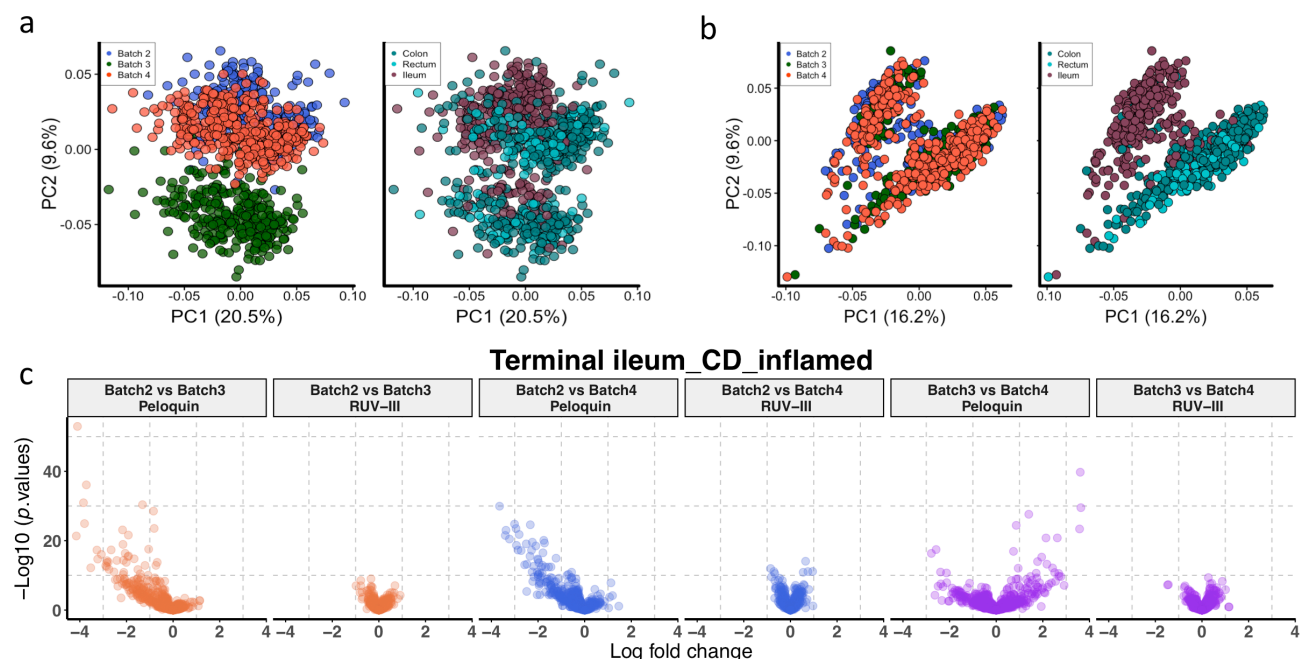 a
Batch 2
Batch 3
Batch 4
0.05
0.00
-0.05
PC2 (9.6%)
-0.10
-0.05
0.00
0.05
0.10
PC1 (20.5%)
Colon
Rectum
Ileum
-0.10
-0.05
0.00
0.05
0.10
PC1 (20.5%)
b
Batch 2
Batch 3
Batch 4
0.05
0.00
-0.05
-0.10
PC2 (9.6%)
-0.10
-0.05
0.00
0.05
PC1 (16.2%)
Colon
Rectum
Ileum
-0.10
-0.05
0.00
0.05
PC1 (16.2%)
c
Terminal ileum_CD_inflamed
Batch2 vs Batch3
Peloquin
Batch2 vs Batch3
RUV−III
Batch2 vs Batch4
Peloquin
Batch2 vs Batch4
RUV−III
Batch3 vs Batch4
Peloquin
Batch3 vs Batch4
RUV−III
−Log10 (p.values)
40
20
0
−4 −2 0 2 4
−4 −2 0 2 4
−4 −2 0 2 4
−4 −2 0 2 4
−4 −2 0 2 4
−4 −2 0 2 4
Log fold change